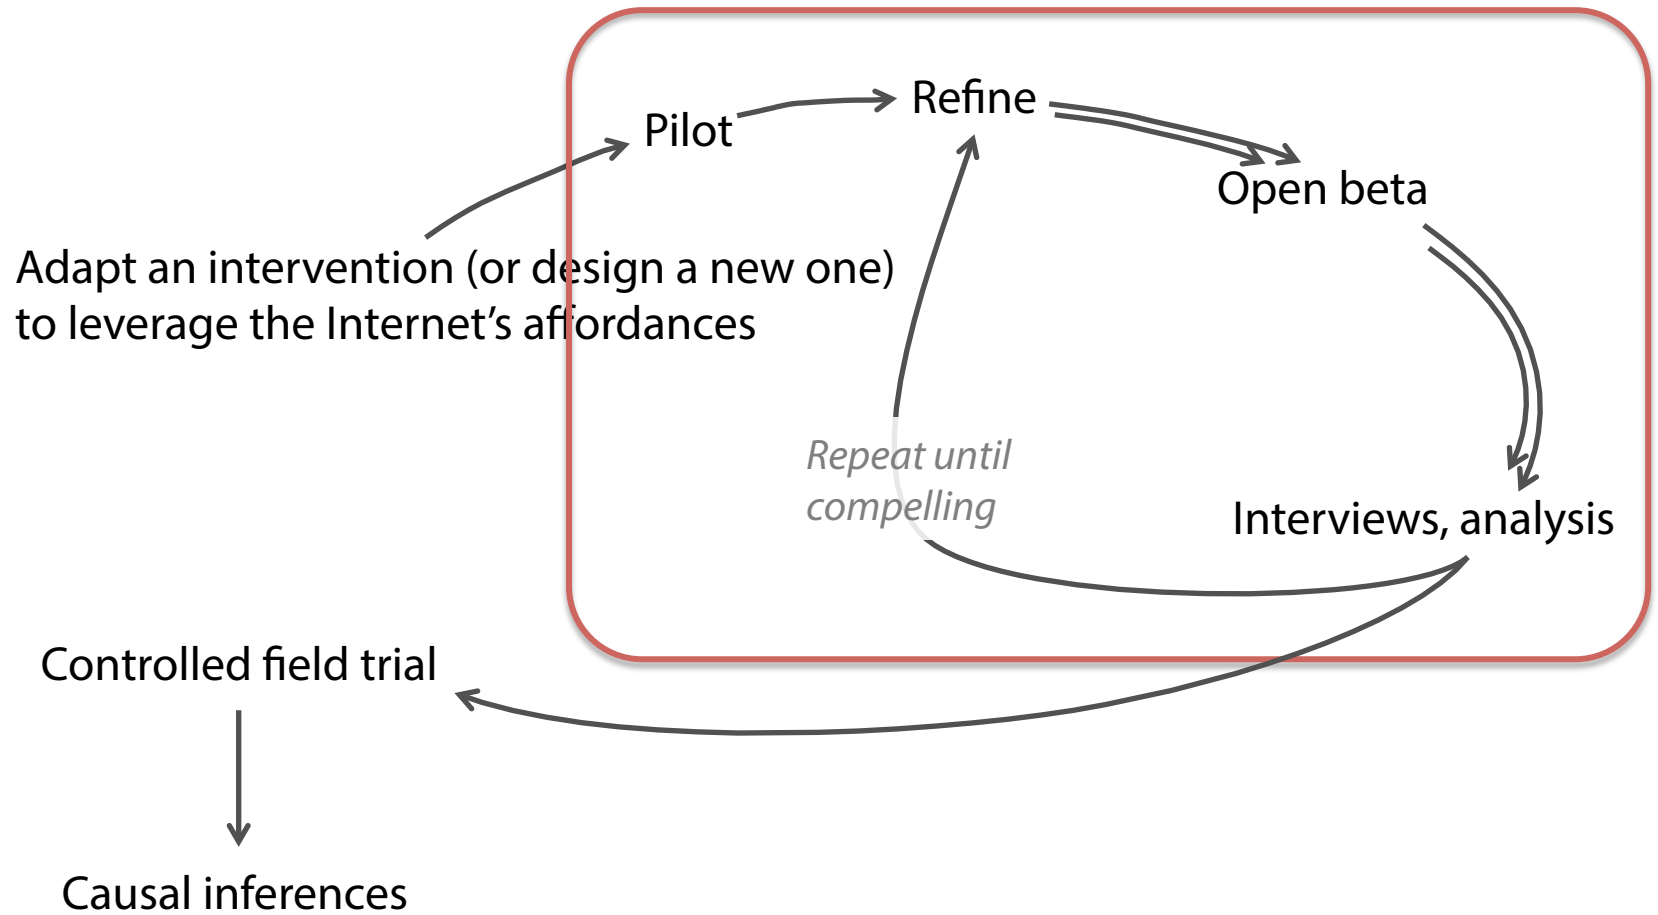 Pilot
Refine
Open beta
Adapt an intervention (or design a new one)
to leverage the Internet’s affordances
Repeat until
compelling
Interviews, analysis
Controlled field trial
Causal inferences